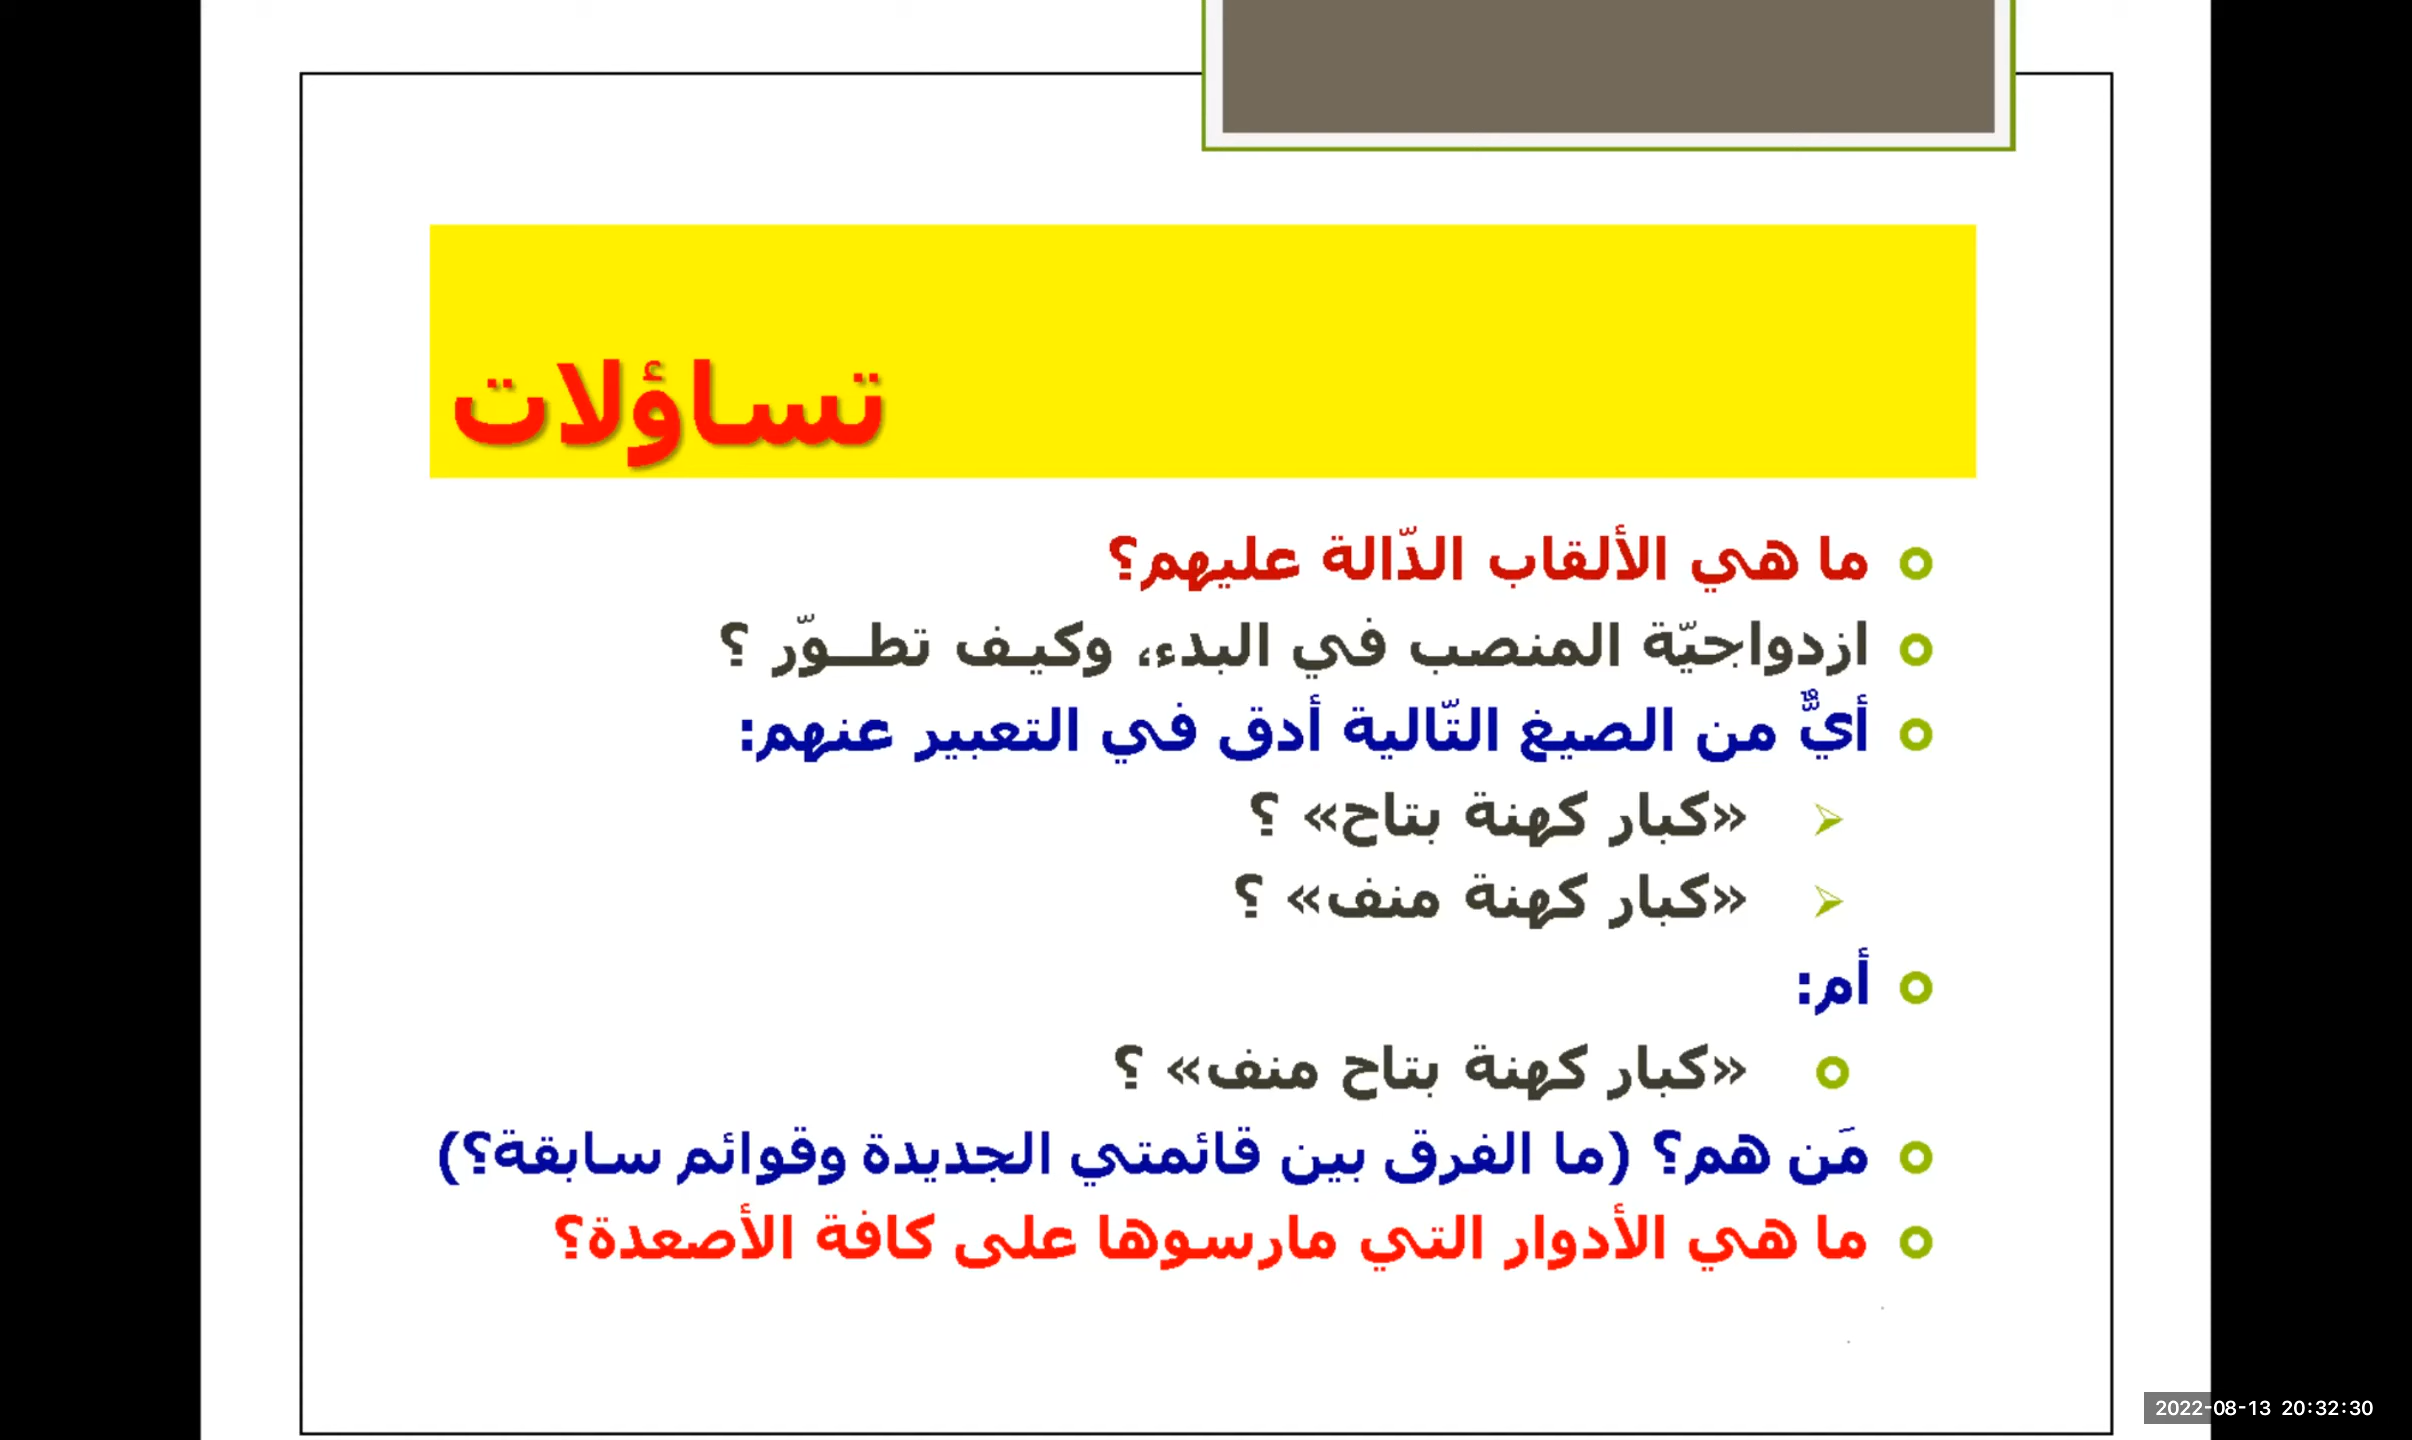 تساؤلات
ما هي الألقاب الدّالة عليهم؟
ازدواجيّة المنصب في البدء، وكيف تطــوّر ؟
أيٌّ من الصيغ التّالية أدق في التعبير عنهم:
«كبار كهنة بتاح» ؟
«كبار كهنة منف» ؟
أم:
«كبار كهنة بتاح منف» ؟
مَن هم؟ (ما الفرق بين قائمتي الجديدة وقوائم سابقة؟)
ما هي الأدوار التي مارسوها على كافة الأصعدة؟
2022-08-13 20:32:30